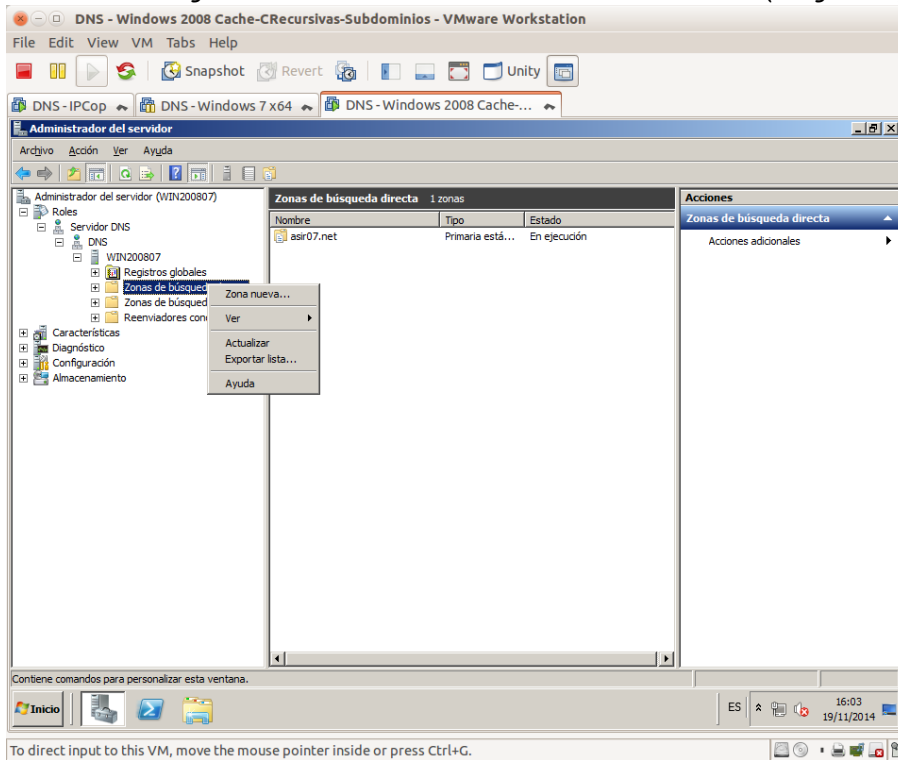 DNS - Windows 2008 Cache-CRecursivas-Subdominios - VMware Workstation
File Edit View VM Tabs Help
Snapshot Revert Unity
DNS - IPCop DNS - Windows 7 x64 DNS - Windows 2008 Cache-...
Administrador del servidor
Archivo Acción Ver Ayuda
Administrador del servidor (WIN200807)
Roles
Servidor DNS
DNS
WIN200807
Registros globales
Zonas de búsqued
Zonas de búsqued
Reenviadores con
Características
Diagnóstico
Configuración
Almacenamiento
Zona nueva...
Ver
Actualizar
Exportar lista...
Ayuda
Zonas de búsqueda directa 1 zonas
Nombre Tipo Estado
asir07.net Primaria está... En ejecución
Acciones
Zonas de búsqueda directa
Acciones adicionales
Contiene comandos para personalizar esta ventana.
Inicio
ES
16:03
19/11/2014
To direct input to this VM, move the mouse pointer inside or press Ctrl+G.